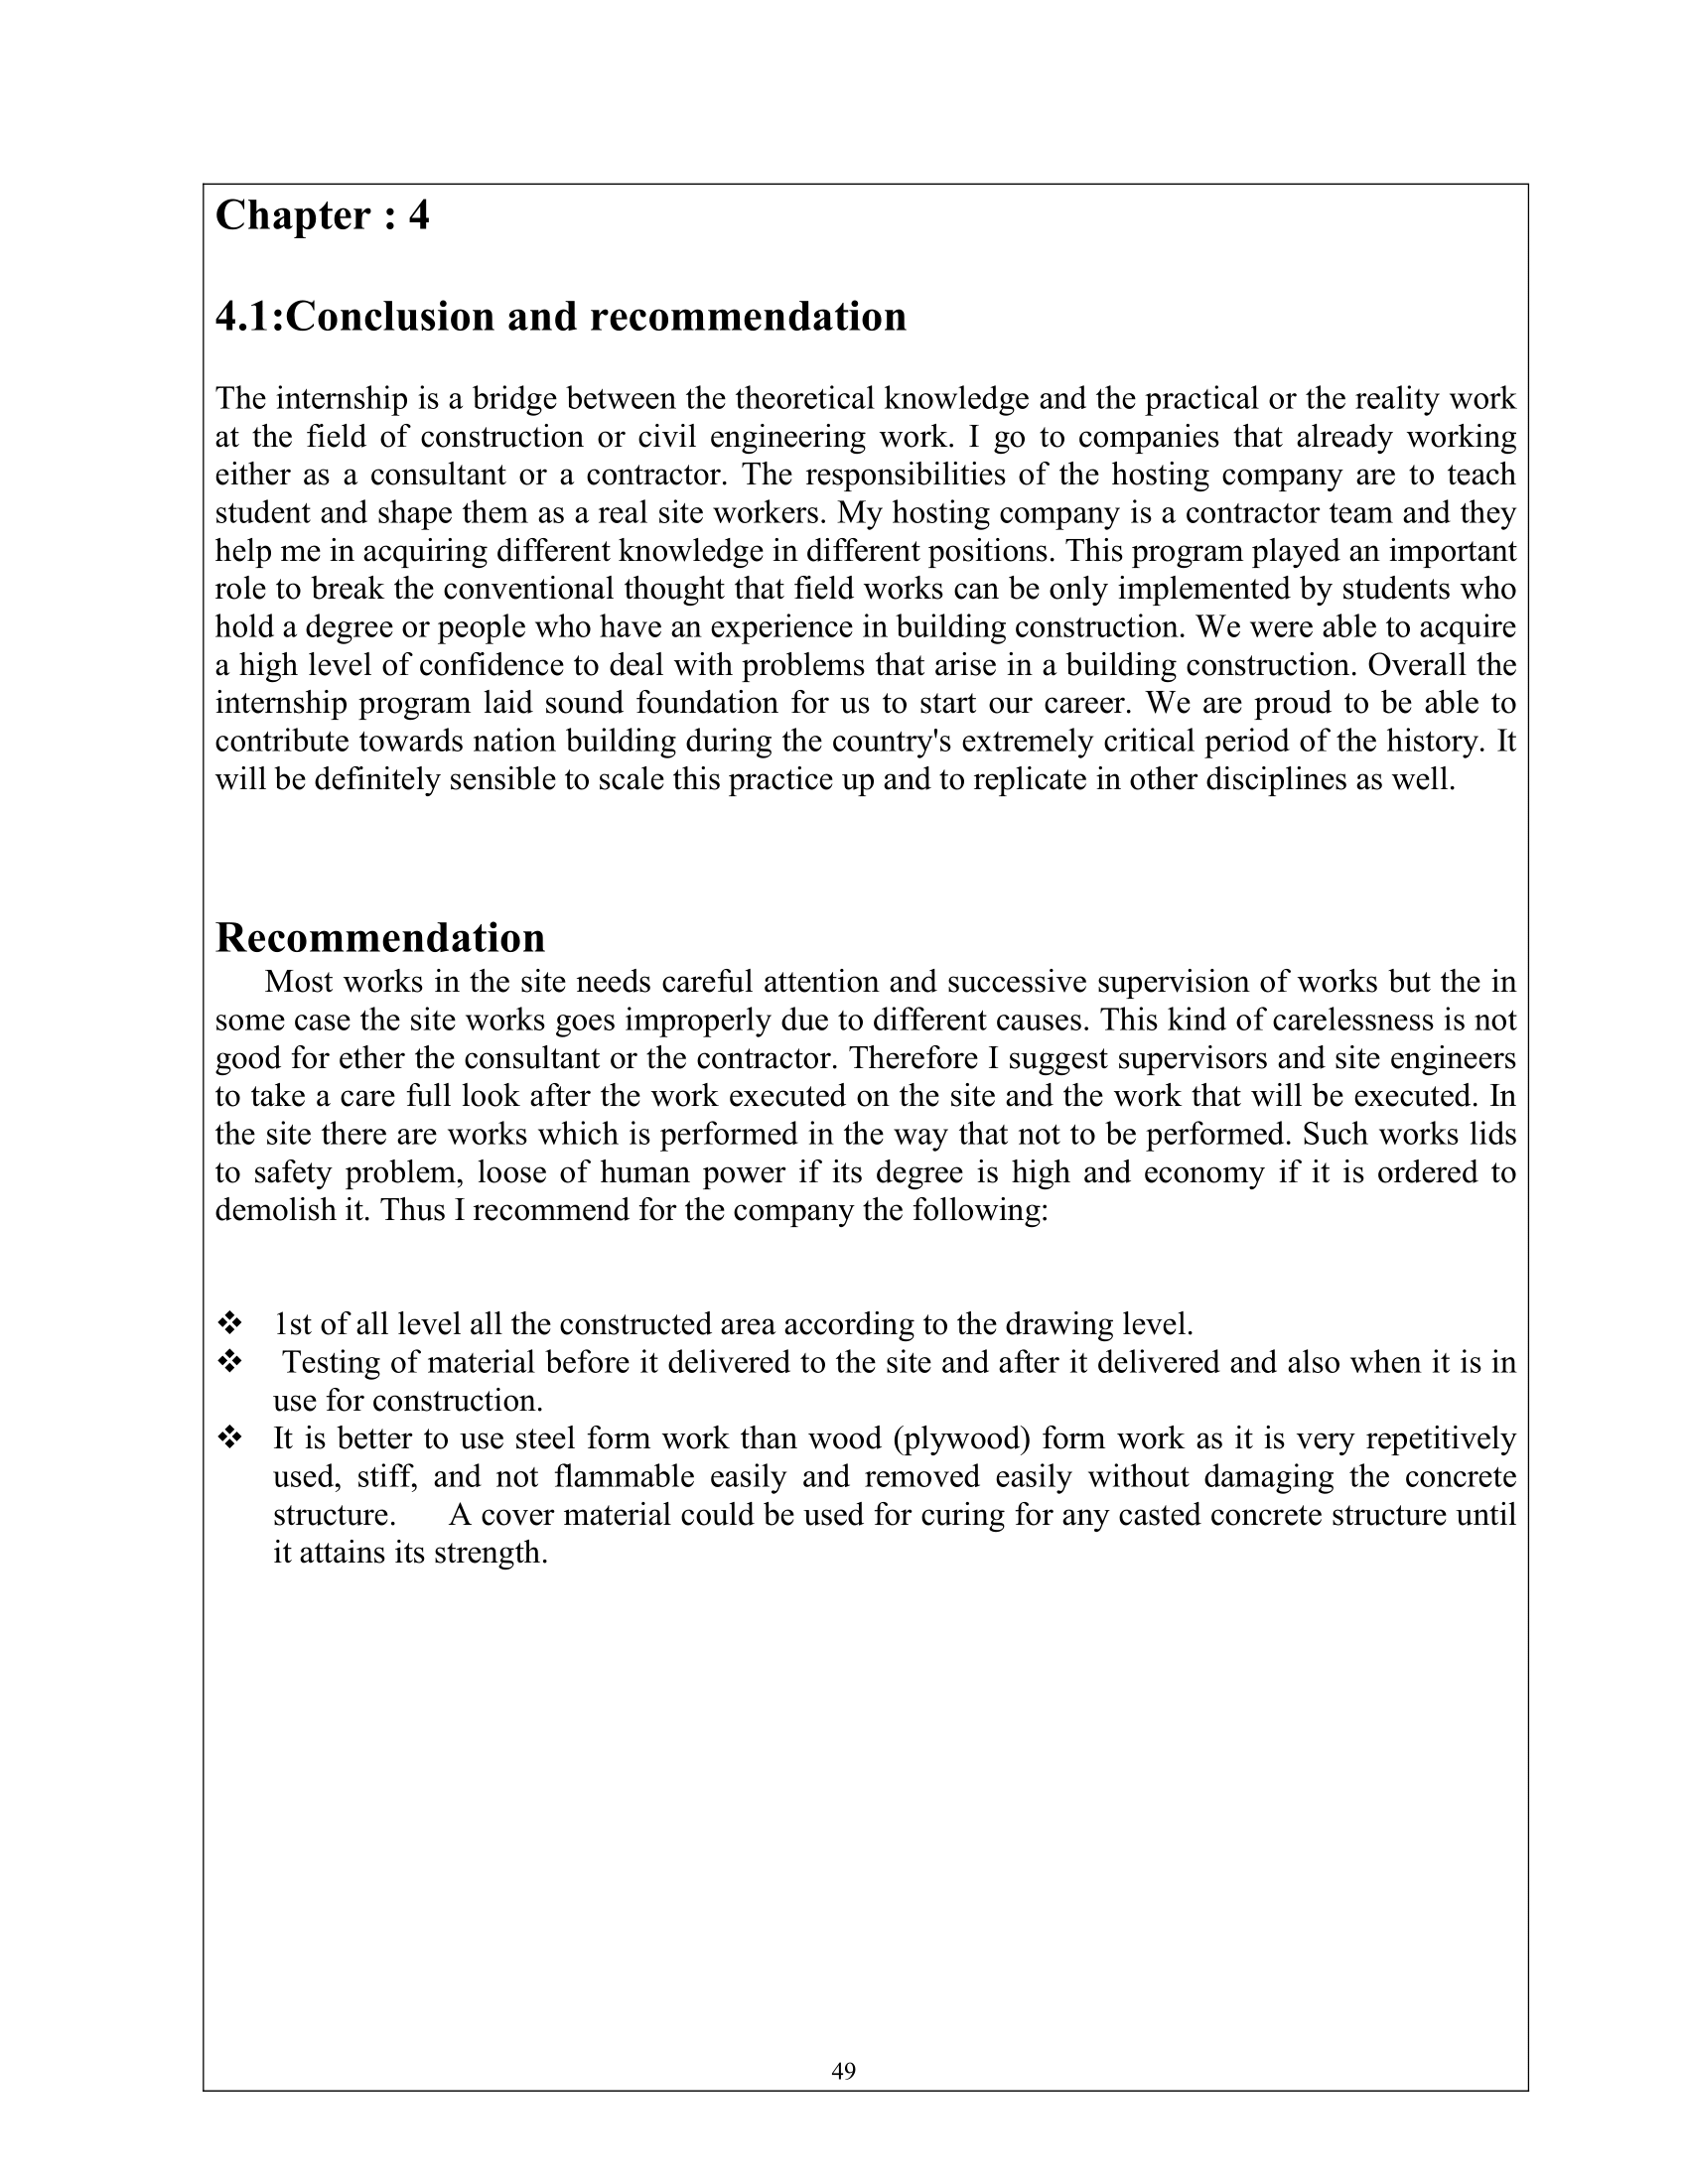 Chapter : 4
4.1:Conclusion and recommendation
The internship is a bridge between the theoretical knowledge and the practical or the reality work
at the field of construction or civil engineering work. I go to companies that already working
either as a consultant or a contractor. The responsibilities of the hosting company are to teach
student and shape them as a real site workers. My hosting company is a contractor team and they
help me in acquiring different knowledge in different positions. This program played an important
role to break the conventional thought that field works can be only implemented by students who
hold a degree or people who have an experience in building construction. We were able to acquire
a high level of confidence to deal with problems that arise in a building construction. Overall the
internship program laid sound foundation for us to start our career. We are proud to be able to
contribute towards nation building during the country's extremely critical period of the history. It
will be definitely sensible to scale this practice up and to replicate in other disciplines as well.
Recommendation
Most works in the site needs careful attention and successive supervision of works but the in
some case the site works goes improperly due to different causes. This kind of carelessness is not
good for ether the consultant or the contractor. Therefore I suggest supervisors and site engineers
to take a care full look after the work executed on the site and the work that will be executed. In
the site there are works which is performed in the way that not to be performed. Such works lids
to safety problem, loose of human power if its degree is high and economy if it is ordered to
demolish it. Thus I recommend for the company the following:
❖ 1st of all level all the constructed area according to the drawing level.
❖ Testing of material before it delivered to the site and after it delivered and also when it is in
use for construction.
❖ It is better to use steel form work than wood (plywood) form work as it is very repetitively
used, stiff, and not flammable easily and removed easily without damaging the concrete
structure. A cover material could be used for curing for any casted concrete structure until
it attains its strength.
49